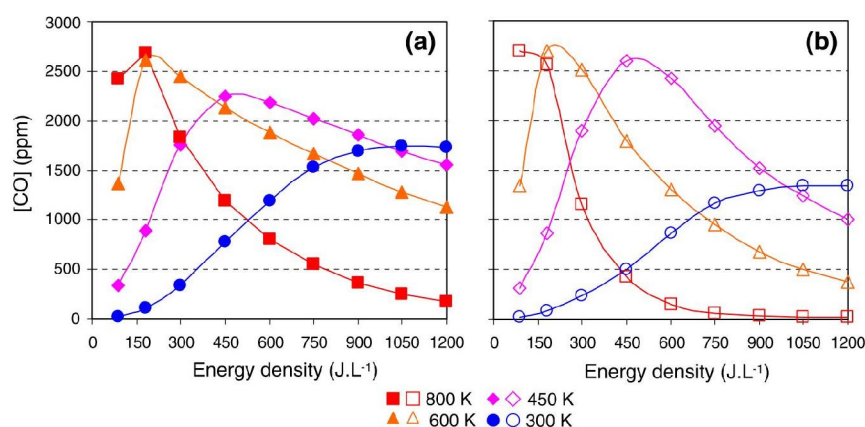 3000
2500
2000
1500
1000
500
0
[CO] (ppm)
(a)
(b)
0 150 300 450 600 750 900 1050 1200
0 150 300 450 600 750 900 1050 1200
Energy density (J.L⁻¹)
Energy density (J.L⁻¹)
800 K
450 K
600 K
300 K